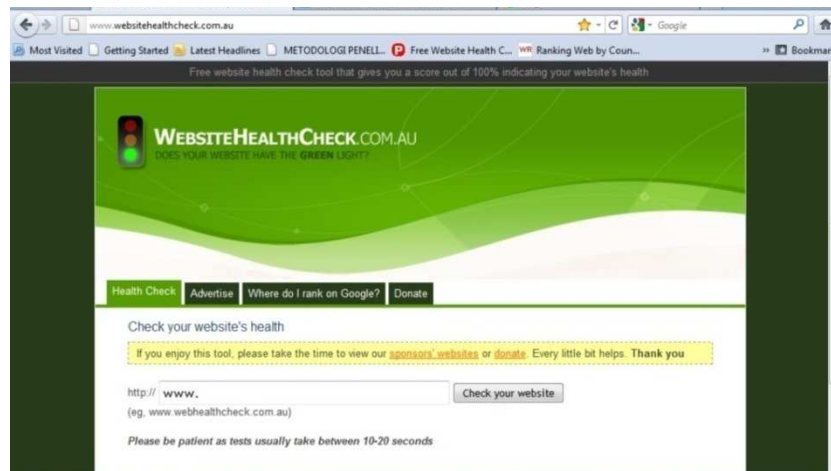 www.websitehealthcheck.com.au
Google
Most Visited Getting Started Latest Headlines METODOLOGI PENELI... Free Website Health C... WR Ranking Web by Coun... » Bookmar
Free website health check tool that gives you a score out of 100% indicating your website's health
WEBSITEHEALTHCHECK.COM.AU
DOES YOUR WEBSITE HAVE THE GREEN LIGHT?
Health Check Advertise Where do I rank on Google? Donate
Check your website's health
If you enjoy this tool, please take the time to view our sponsors' websites or donate. Every little bit helps. Thank you
http:// www. Check your website
(eg, www.webhealthcheck.com.au)
Please be patient as tests usually take between 10-20 seconds